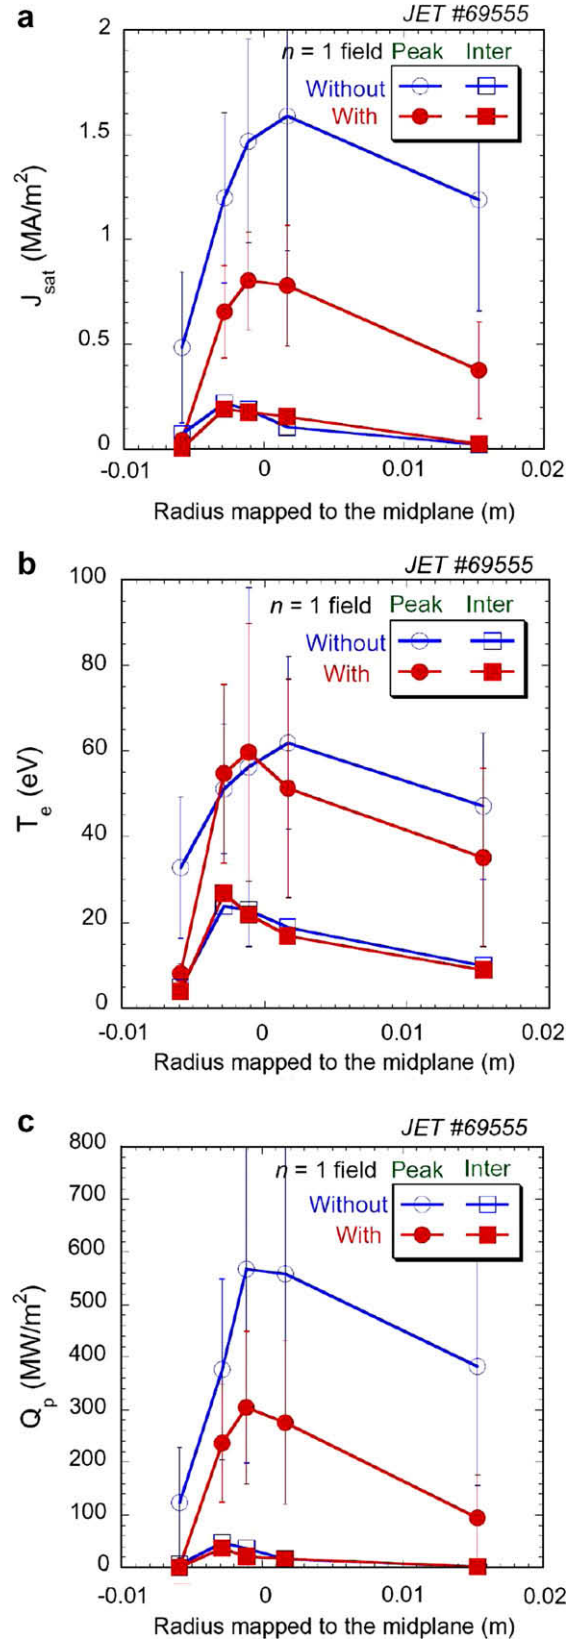 a
JET #69555
n = 1 field Peak Inter
Without
With
2
1.5
1
0.5
0
J_sat (MA/m²)
-0.01 0 0.01 0.02
Radius mapped to the midplane (m)
b
JET #69555
n = 1 field Peak Inter
Without
With
100
80
60
40
20
0
T_e (eV)
-0.01 0 0.01 0.02
Radius mapped to the midplane (m)
c
JET #69555
n = 1 field Peak Inter
Without
With
800
700
600
500
400
300
200
100
0
Q_p (MW/m²)
-0.01 0 0.01 0.02
Radius mapped to the midplane (m)